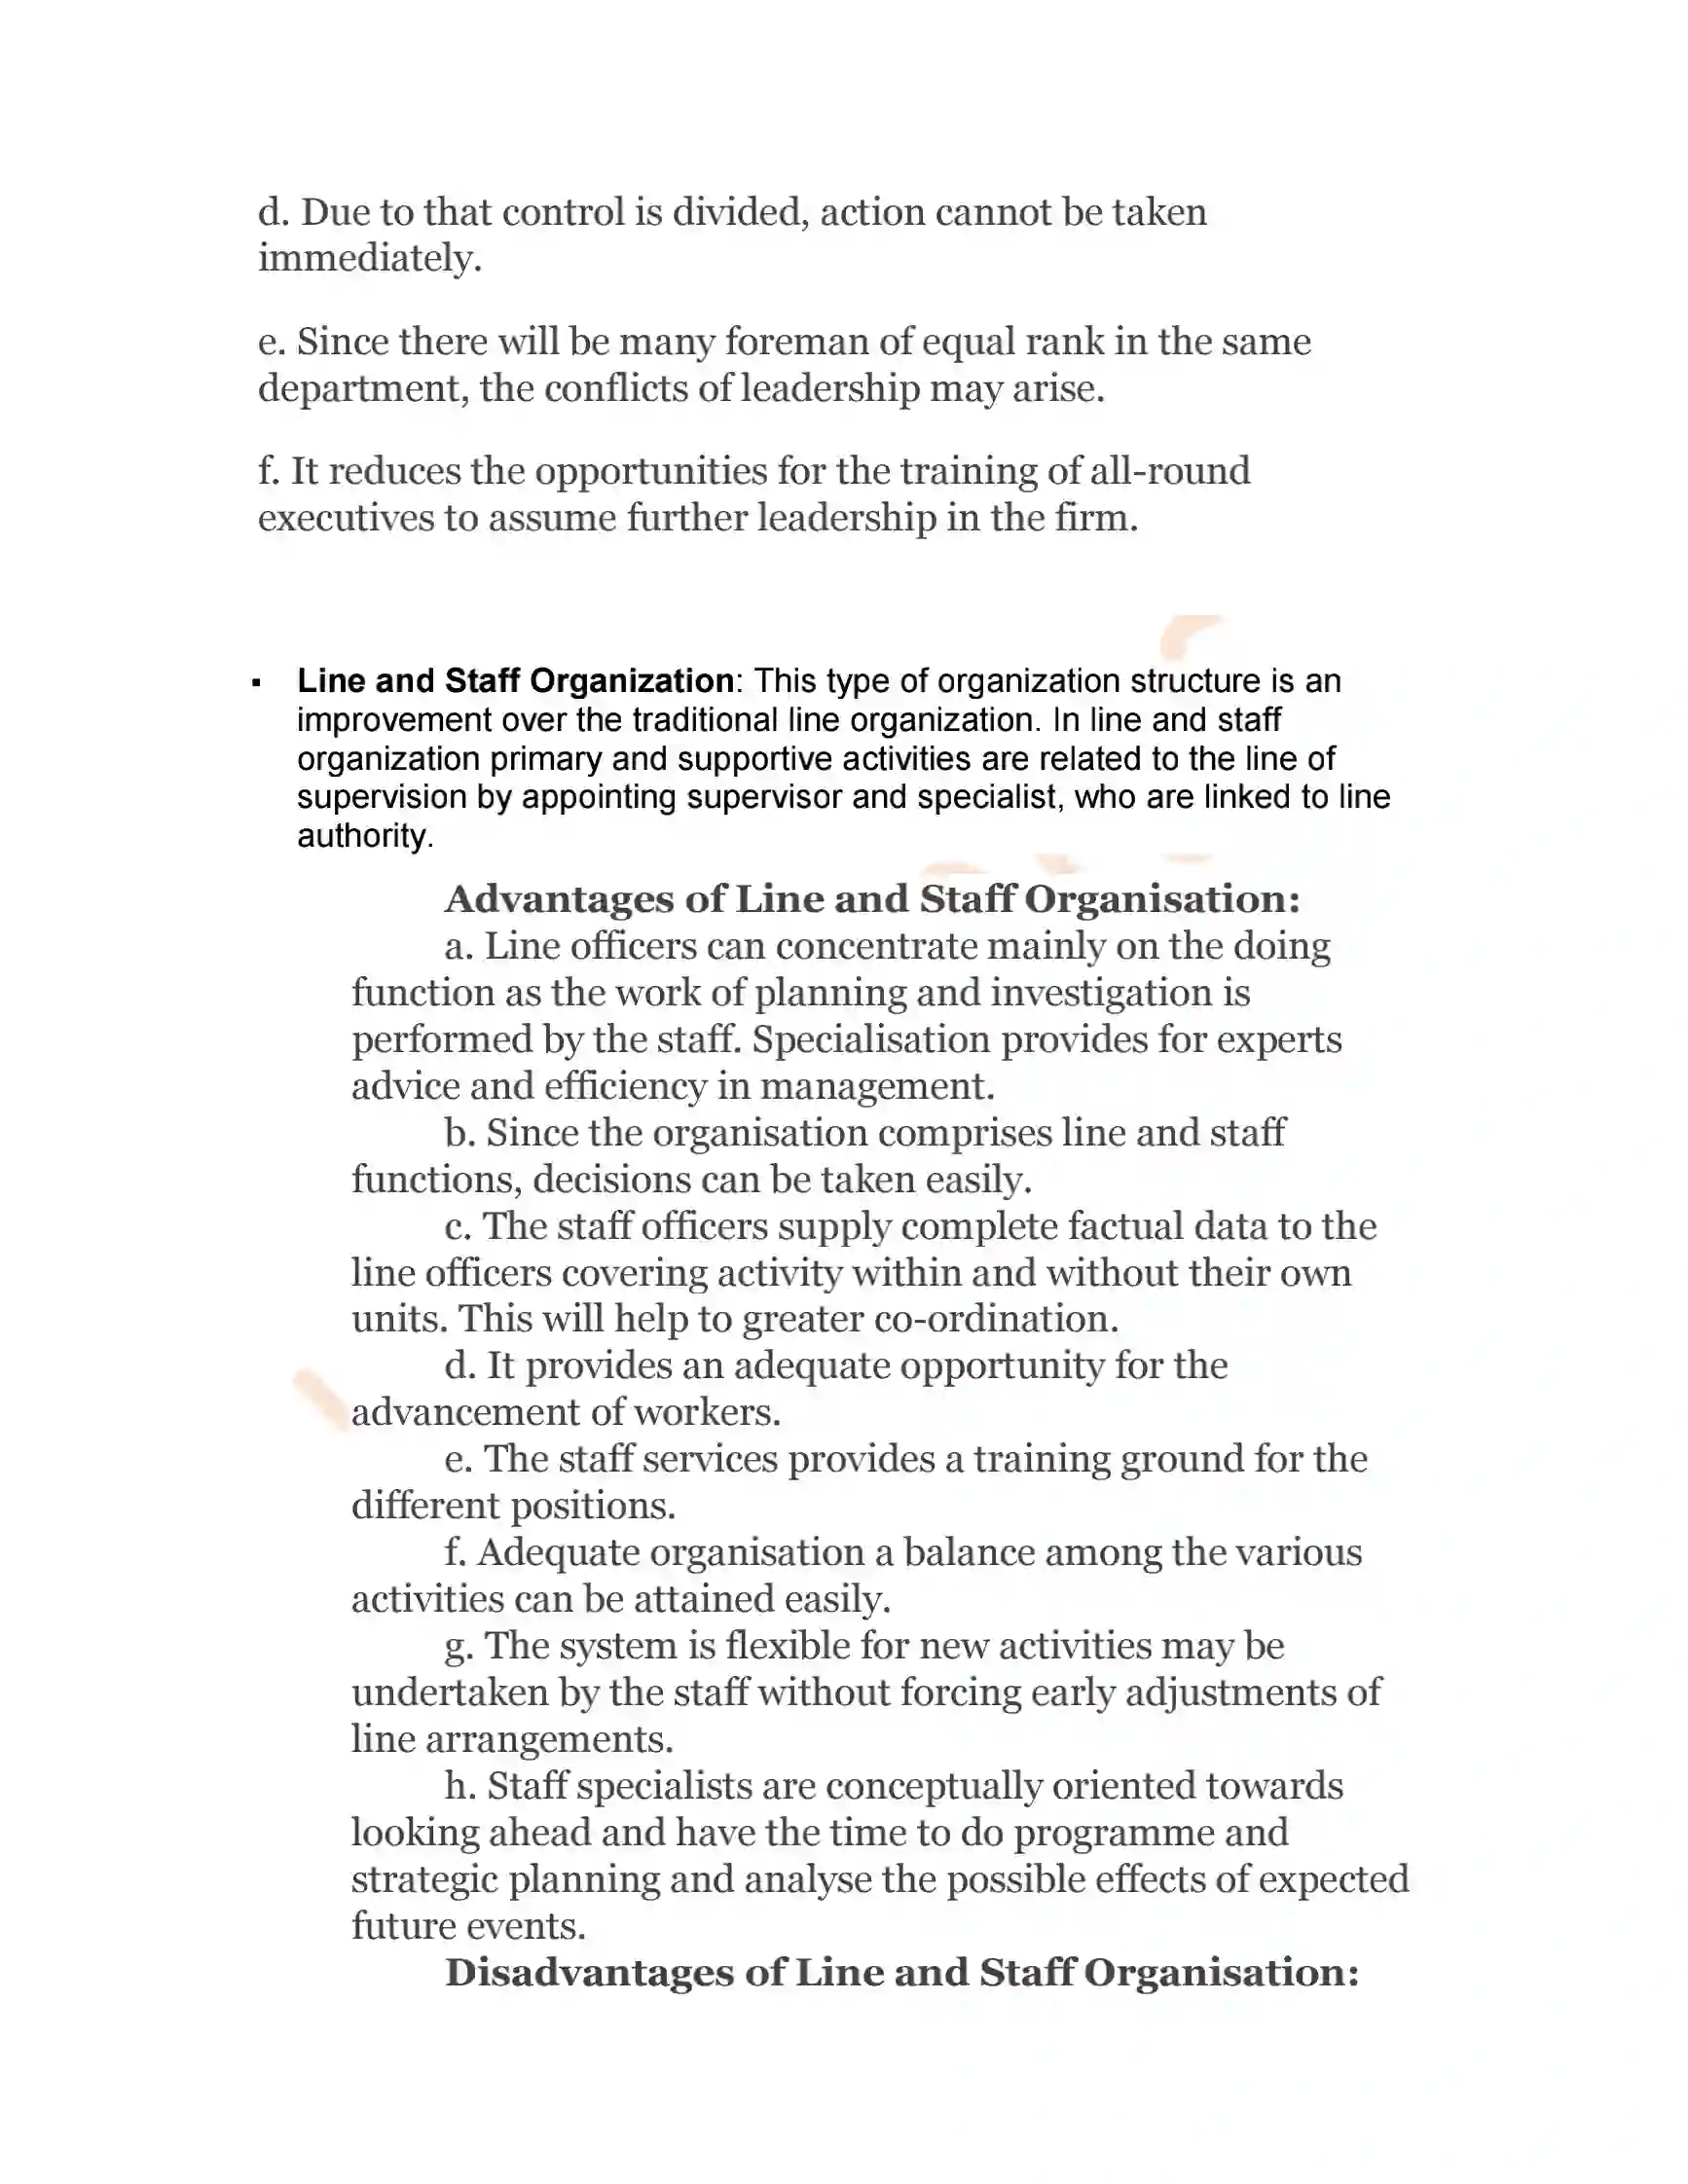 d. Due to that control is divided, action cannot be taken
immediately.
e. Since there will be many foreman of equal rank in the same
department, the conflicts of leadership may arise.
f. It reduces the opportunities for the training of all-round
executives to assume further leadership in the firm.
▪ Line and Staff Organization: This type of organization structure is an
improvement over the traditional line organization. In line and staff
organization primary and supportive activities are related to the line of
supervision by appointing supervisor and specialist, who are linked to line
authority.
Advantages of Line and Staff Organisation:
a. Line officers can concentrate mainly on the doing
function as the work of planning and investigation is
performed by the staff. Specialisation provides for experts
advice and efficiency in management.
b. Since the organisation comprises line and staff
functions, decisions can be taken easily.
c. The staff officers supply complete factual data to the
line officers covering activity within and without their own
units. This will help to greater co-ordination.
d. It provides an adequate opportunity for the
advancement of workers.
e. The staff services provides a training ground for the
different positions.
f. Adequate organisation a balance among the various
activities can be attained easily.
g. The system is flexible for new activities may be
undertaken by the staff without forcing early adjustments of
line arrangements.
h. Staff specialists are conceptually oriented towards
looking ahead and have the time to do programme and
strategic planning and analyse the possible effects of expected
future events.
Disadvantages of Line and Staff Organisation: